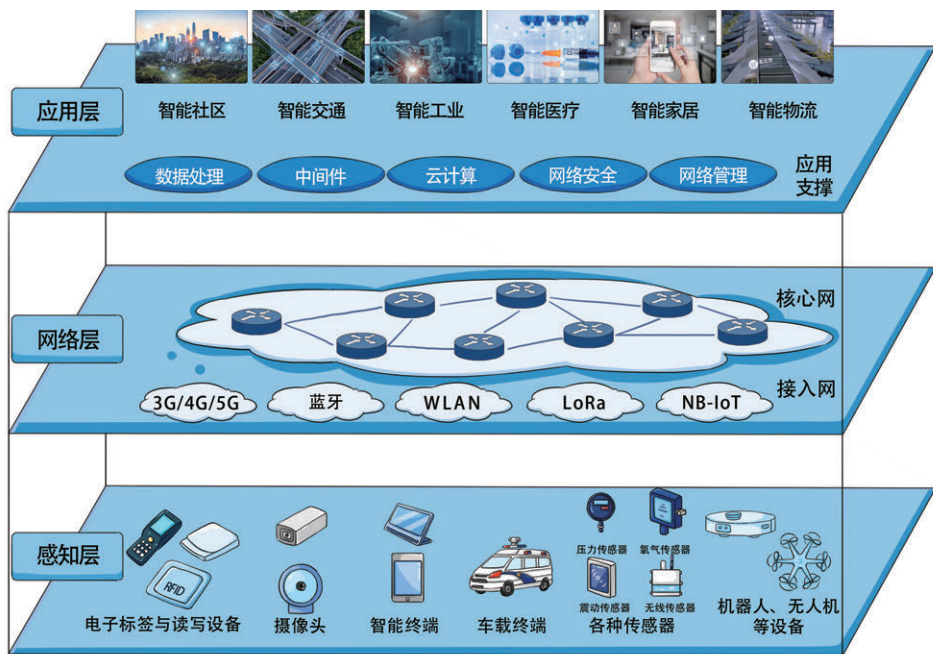 应用层
智能社区
智能交通
智能工业
智能医疗
智能家居
智能物流
数据处理
中间件
云计算
网络安全
网络管理
应用
支撑
网络层
核心网
接入网
3G/4G/5G
蓝牙
WLAN
LoRa
NB-IoT
感知层
RFID
电子标签与读写设备
摄像头
智能终端
车载终端
压力传感器
氧气传感器
震动传感器
无线传感器
各种传感器
机器人、无人机
等设备